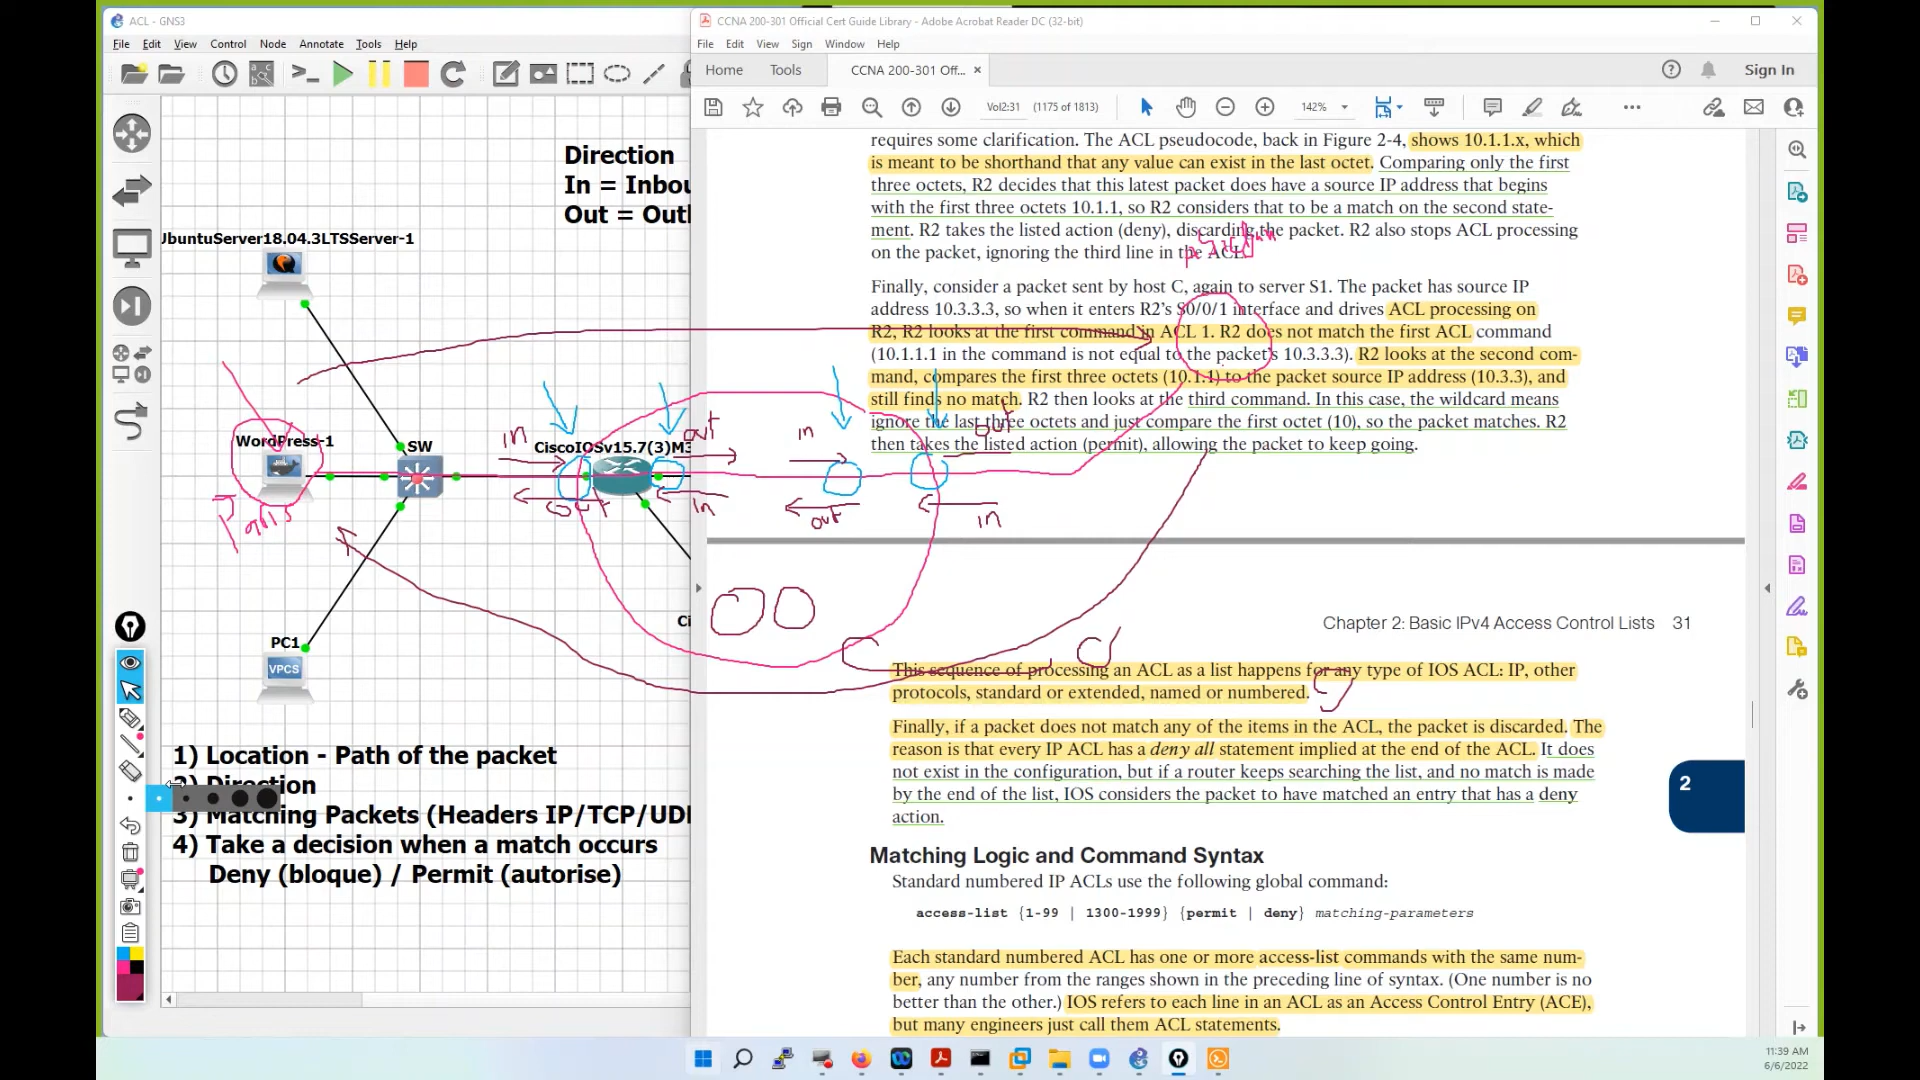 ACL - GNS3
File Edit View Control Node Annotate Tools Help
Direction
In = Inbou
Out = Out
UbuntuServer18.04.3LTSServer-1
WordPress-1
SW
CiscoIOSv15.7(3)M3
in
out
in
out
out
in
out
in
Paris
Ci
PC1
VPCS
1) Location - Path of the packet
2) Direction
3) Matching Packets (Headers IP/TCP/UDP
4) Take a decision when a match occurs
Deny (bloque) / Permit (autorise)
CCNA 200-301 Official Cert Guide Library - Adobe Acrobat Reader DC (32-bit)
File Edit View Sign Window Help
Home Tools CCNA 200-301 Off... × Sign In
Vol2:31 (1175 of 1813) 142%
requires some clarification. The ACL pseudocode, back in Figure 2-4, shows 10.1.1.x, which
is meant to be shorthand that any value can exist in the last octet. Comparing only the first
three octets, R2 decides that this latest packet does have a source IP address that begins
with the first three octets 10.1.1, so R2 considers that to be a match on the second state-
ment. R2 takes the listed action (deny), discarding the packet. R2 also stops ACL processing
on the packet, ignoring the third line in the ACL.
Finally, consider a packet sent by host C, again to server S1. The packet has source IP
address 10.3.3.3, so when it enters R2's S0/0/1 interface and drives ACL processing on
R2, R2 looks at the first command in ACL 1. R2 does not match the first ACL command
(10.1.1.1 in the command is not equal to the packet's 10.3.3.3). R2 looks at the second com-
mand, compares the first three octets (10.1.1) to the packet source IP address (10.3.3), and
still finds no match. R2 then looks at the third command. In this case, the wildcard means
ignore the last three octets and just compare the first octet (10), so the packet matches. R2
then takes the listed action (permit), allowing the packet to keep going.
Chapter 2: Basic IPv4 Access Control Lists 31
This sequence of processing an ACL as a list happens for any type of IOS ACL: IP, other
protocols, standard or extended, named or numbered.
Finally, if a packet does not match any of the items in the ACL, the packet is discarded. The
reason is that every IP ACL has a deny all statement implied at the end of the ACL. It does
not exist in the configuration, but if a router keeps searching the list, and no match is made
by the end of the list, IOS considers the packet to have matched an entry that has a deny
action.
2
Matching Logic and Command Syntax
Standard numbered IP ACLs use the following global command:
access-list {1-99 | 1300-1999} {permit | deny} matching-parameters
Each standard numbered ACL has one or more access-list commands with the same num-
ber, any number from the ranges shown in the preceding line of syntax. (One number is no
better than the other.) IOS refers to each line in an ACL as an Access Control Entry (ACE),
but many engineers just call them ACL statements.
11:39 AM
6/6/2022